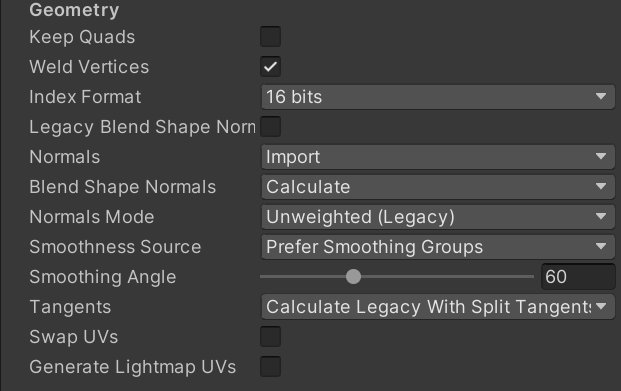 Geometry
Keep Quads
Weld Vertices
Index Format 16 bits
Legacy Blend Shape Norn
Normals Import
Blend Shape Normals Calculate
Normals Mode Unweighted (Legacy)
Smoothness Source Prefer Smoothing Groups
Smoothing Angle 60
Tangents Calculate Legacy With Split Tangents
Swap UVs
Generate Lightmap UVs